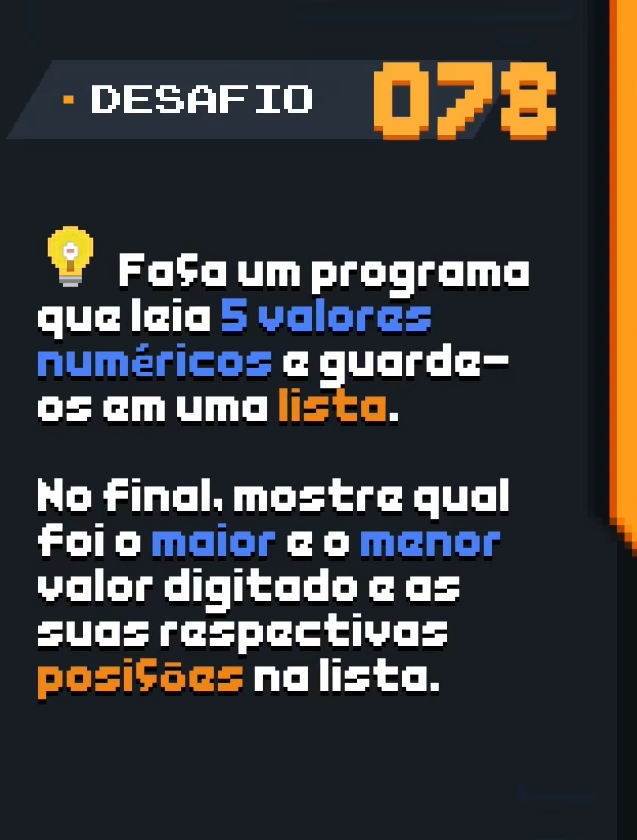 DESAFIO 078
Faça um programa
que leia 5 valores
numéricos e guarde-
os em uma lista.
No final, mostre qual
foi o maior e o menor
valor digitado e as
suas respectivas
posições na lista.